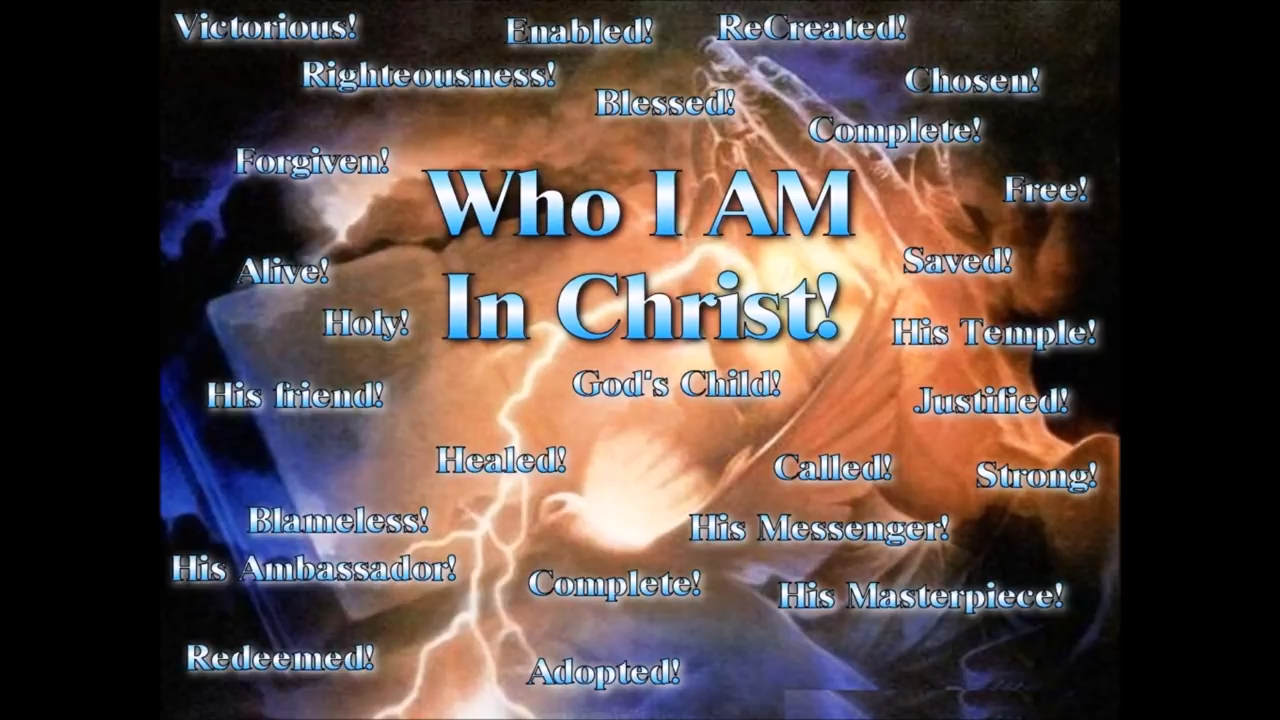 Victorious!
Enabled!
ReCreated!
Righteousness!
Chosen!
Blessed!
Complete!
Forgiven!
Free!
Who I AM
In Christ!
Alive!
Saved!
Holy!
His Temple!
God's Child!
His friend!
Justified!
Healed!
Called!
Strong!
Blameless!
His Messenger!
His Ambassador!
Complete!
His Masterpiece!
Redeemed!
Adopted!